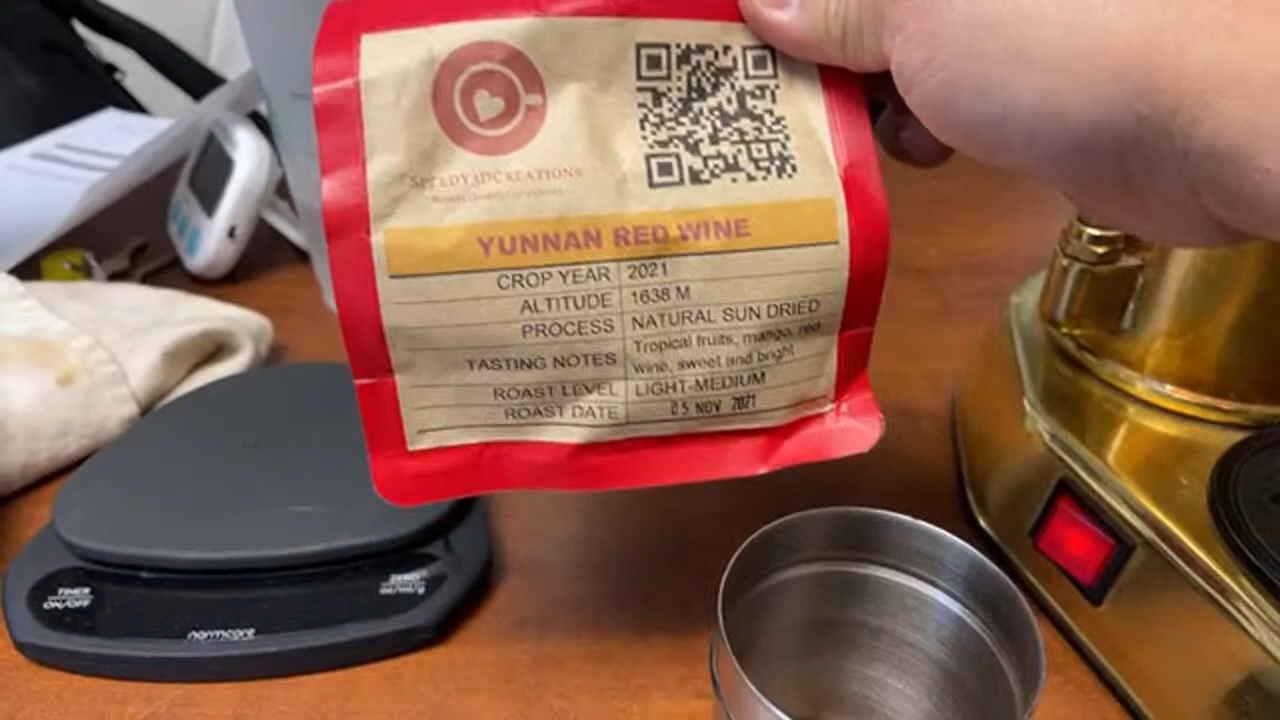 SPEEDY3DCREATIONS
YUNNAN RED WINE
CROP YEAR 2021
ALTITUDE 1638 M
PROCESS NATURAL SUN DRIED
TASTING NOTES Tropical fruits, mango, red
wine, sweet and bright
ROAST LEVEL LIGHT-MEDIUM
ROAST DATE 05 NOV 2021
TIMER
ON/OFF
normcore